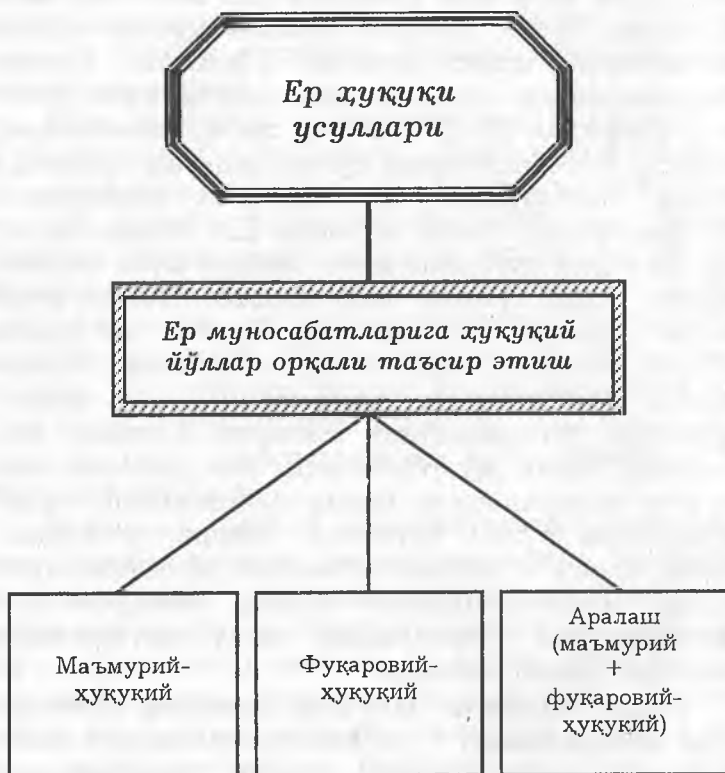 Ер ҳуқуқи
усуллари
Ер муносабатларига ҳуқуқий
йўллар орқали таъсир этиш
Маъмурий-
ҳуқуқий
Фуқаровий-
ҳуқуқий
Аралаш
(маъмурий
+
фуқаровий-
ҳуқуқий)